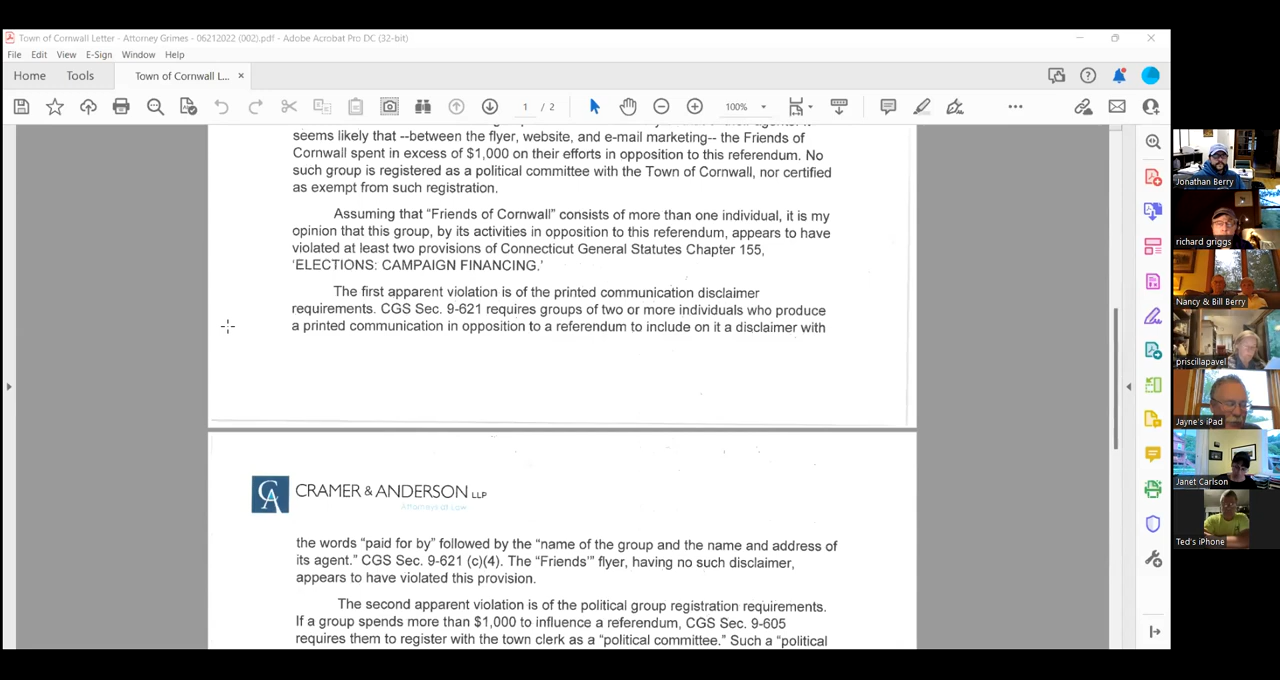 Town of Cornwall Letter - Attorney Grimes - 06212022 (002).pdf - Adobe Acrobat Pro DC (32-bit)
File Edit View E-Sign Window Help
Home Tools Town of Cornwall L... ×
1 / 2 100%
seems likely that --between the flyer, website, and e-mail marketing-- the Friends of
Cornwall spent in excess of $1,000 on their efforts in opposition to this referendum. No
such group is registered as a political committee with the Town of Cornwall, nor certified
as exempt from such registration.
Assuming that “Friends of Cornwall” consists of more than one individual, it is my
opinion that this group, by its activities in opposition to this referendum, appears to have
violated at least two provisions of Connecticut General Statutes Chapter 155,
‘ELECTIONS: CAMPAIGN FINANCING.’
The first apparent violation is of the printed communication disclaimer
requirements. CGS Sec. 9-621 requires groups of two or more individuals who produce
a printed communication in opposition to a referendum to include on it a disclaimer with
CA
CRAMER & ANDERSON LLP
Attorneys at Law
the words “paid for by” followed by the “name of the group and the name and address of
its agent.” CGS Sec. 9-621 (c)(4). The “Friends’” flyer, having no such disclaimer,
appears to have violated this provision.
The second apparent violation is of the political group registration requirements.
If a group spends more than $1,000 to influence a referendum, CGS Sec. 9-605
requires them to register with the town clerk as a “political committee.” Such a “political
Jonathan Berry
richard griggs
Nancy & Bill Berry
priscillapavel
Jayne's iPad
Janet Carlson
Ted's iPhone